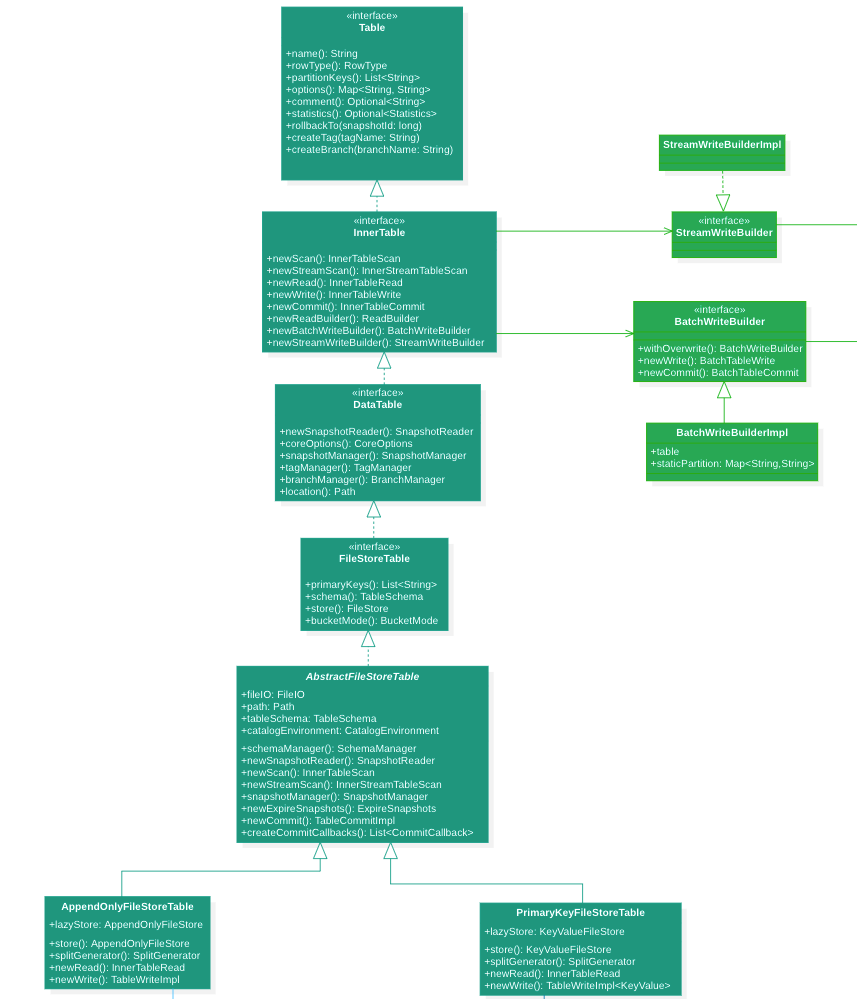 «interface»
Table
+name(): String
+rowType(): RowType
+partitionKeys(): List<String>
+options(): Map<String, String>
+comment(): Optional<String>
+statistics(): Optional<Statistics>
+rollbackTo(snapshotId: long)
+createTag(tagName: String)
+createBranch(branchName: String)
StreamWriteBuilderImpl
«interface»
InnerTable
+newScan(): InnerTableScan
+newStreamScan(): InnerStreamTableScan
+newRead(): InnerTableRead
+newWrite(): InnerTableWrite
+newCommit(): InnerTableCommit
+newReadBuilder(): ReadBuilder
+newBatchWriteBuilder(): BatchWriteBuilder
+newStreamWriteBuilder(): StreamWriteBuilder
«interface»
StreamWriteBuilder
«interface»
BatchWriteBuilder
+withOverwrite(): BatchWriteBuilder
+newWrite(): BatchTableWrite
+newCommit(): BatchTableCommit
«interface»
DataTable
+newSnapshotReader(): SnapshotReader
+coreOptions(): CoreOptions
+snapshotManager(): SnapshotManager
+tagManager(): TagManager
+branchManager(): BranchManager
+location(): Path
BatchWriteBuilderImpl
+table
+staticPartition: Map<String,String>
«interface»
FileStoreTable
+primaryKeys(): List<String>
+schema(): TableSchema
+store(): FileStore
+bucketMode(): BucketMode
AbstractFileStoreTable
+fileIO: FileIO
+path: Path
+tableSchema: TableSchema
+catalogEnvironment: CatalogEnvironment
+schemaManager(): SchemaManager
+newSnapshotReader(): SnapshotReader
+newScan(): InnerTableScan
+newStreamScan(): InnerStreamTableScan
+snapshotManager(): SnapshotManager
+newExpireSnapshots(): ExpireSnapshots
+newCommit(): TableCommitImpl
+createCommitCallbacks(): List<CommitCallback>
AppendOnlyFileStoreTable
+lazyStore: AppendOnlyFileStore
+store(): AppendOnlyFileStore
+splitGenerator(): SplitGenerator
+newRead(): InnerTableRead
+newWrite(): TableWriteImpl
PrimaryKeyFileStoreTable
+lazyStore: KeyValueFileStore
+store(): KeyValueFileStore
+splitGenerator(): SplitGenerator
+newRead(): InnerTableRead
+newWrite(): TableWriteImpl<KeyValue>